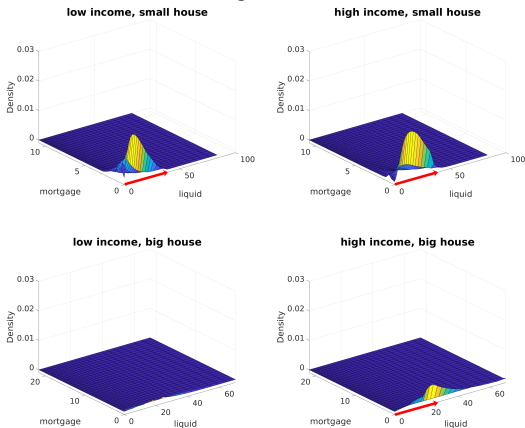 low income, small house
high income, small house
0.03
0.02
0.01
0
Density
10
5
0
mortgage
0
50
100
liquid
0.03
0.02
0.01
0
Density
10
5
0
mortgage
0
50
100
liquid
low income, big house
high income, big house
0.03
0.02
0.01
0
Density
20
10
0
mortgage
0
20
40
60
liquid
0.03
0.02
0.01
0
Density
20
10
0
mortgage
0
20
40
60
liquid